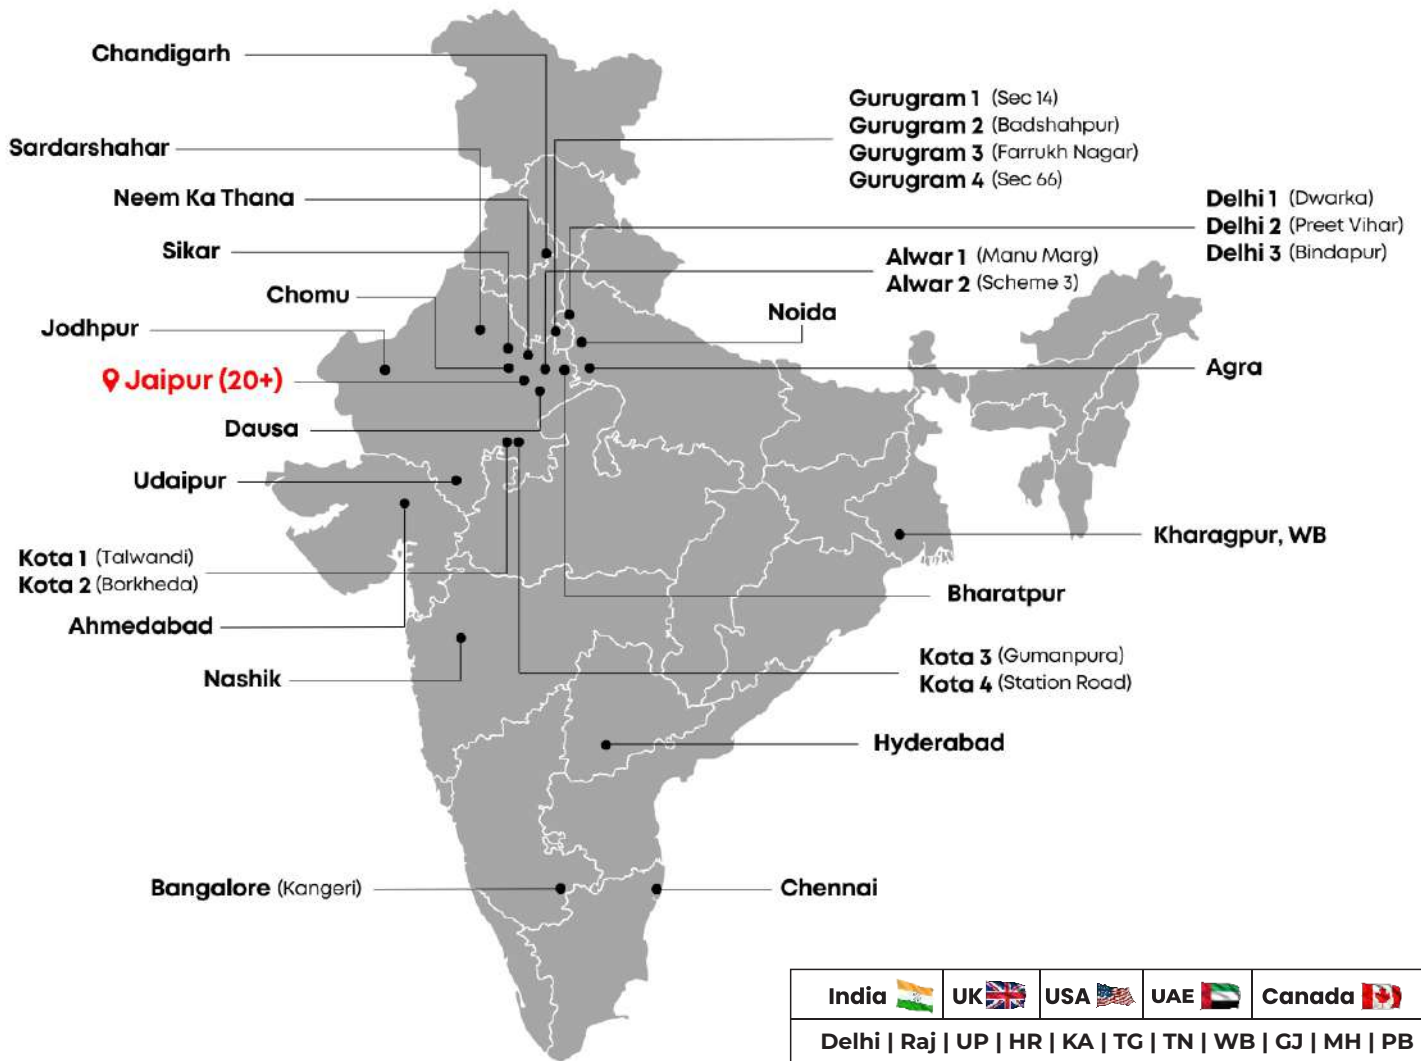 Chandigarh
Gurugram 1 (Sec 14)
Gurugram 2 (Badshahpur)
Gurugram 3 (Farrukh Nagar)
Gurugram 4 (Sec 66)
Sardarshahar
Neem Ka Thana
Delhi 1 (Dwarka)
Delhi 2 (Preet Vihar)
Delhi 3 (Bindapur)
Sikar
Alwar 1 (Manu Marg)
Alwar 2 (Scheme 3)
Chomu
Noida
Jodhpur
Jaipur (20+)
Agra
Dausa
Udaipur
Kharagpur, WB
Kota 1 (Talwandi)
Kota 2 (Borkheda)
Bharatpur
Ahmedabad
Kota 3 (Gumanpura)
Kota 4 (Station Road)
Nashik
Hyderabad
Bangalore (Kangeri)
Chennai
India UK USA UAE Canada
Delhi | Raj | UP | HR | KA | TG | TN | WB | GJ | MH | PB